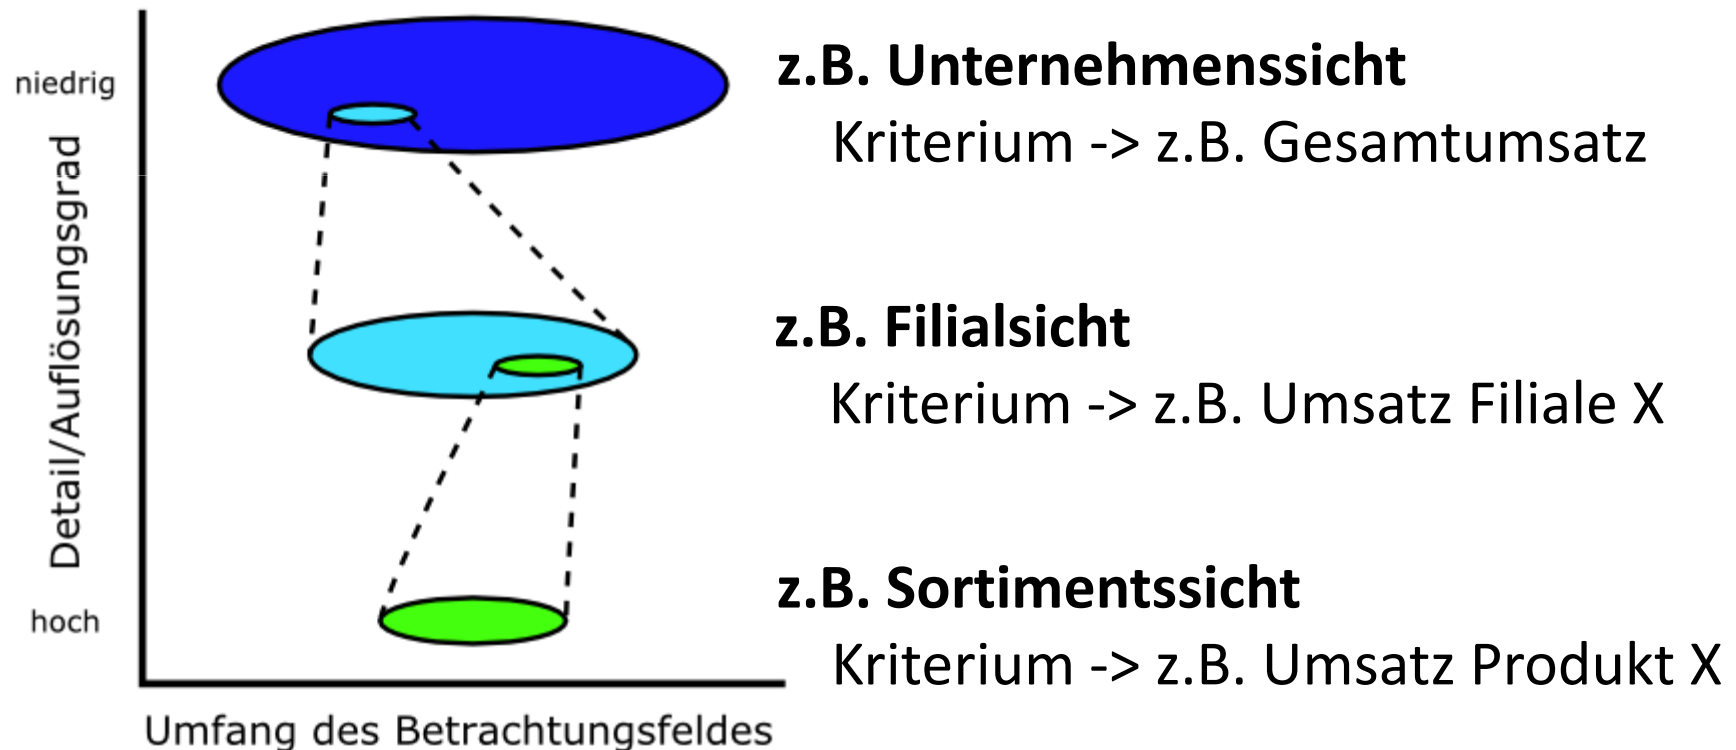 niedrig
Detail/Auflösungsgrad
hoch
Umfang des Betrachtungsfeldes
z.B. Unternehmenssicht
Kriterium -> z.B. Gesamtumsatz
z.B. Filialsicht
Kriterium -> z.B. Umsatz Filiale X
z.B. Sortimentssicht
Kriterium -> z.B. Umsatz Produkt X